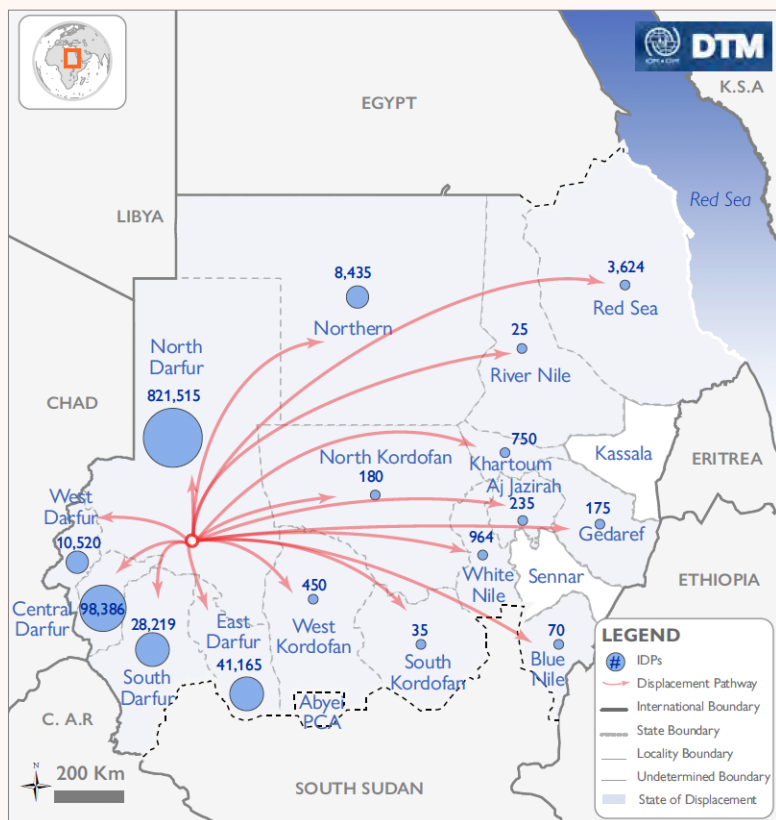 DTM
K.S.A
EGYPT
Red Sea
LIBYA
8,435
Northern
3,624
Red Sea
25
River Nile
North
Darfur
821,515
CHAD
750
Khartoum
Kassala
ERITREA
North Kordofan
180
Aj Jazirah
235
175
Gedaref
West
Darfur
10,520
964
White
Nile
Sennar
ETHIOPIA
Central
Darfur
98,386
28,219
South
Darfur
East
Darfur
41,165
450
West
Kordofan
35
South
Kordofan
70
Blue
Nile
Abyei
PCA
C. A.R
SOUTH SUDAN
N
200 Km
LEGEND
# IDPs
Displacement Pathway
International Boundary
State Boundary
Locality Boundary
Undetermined Boundary
State of Displacement